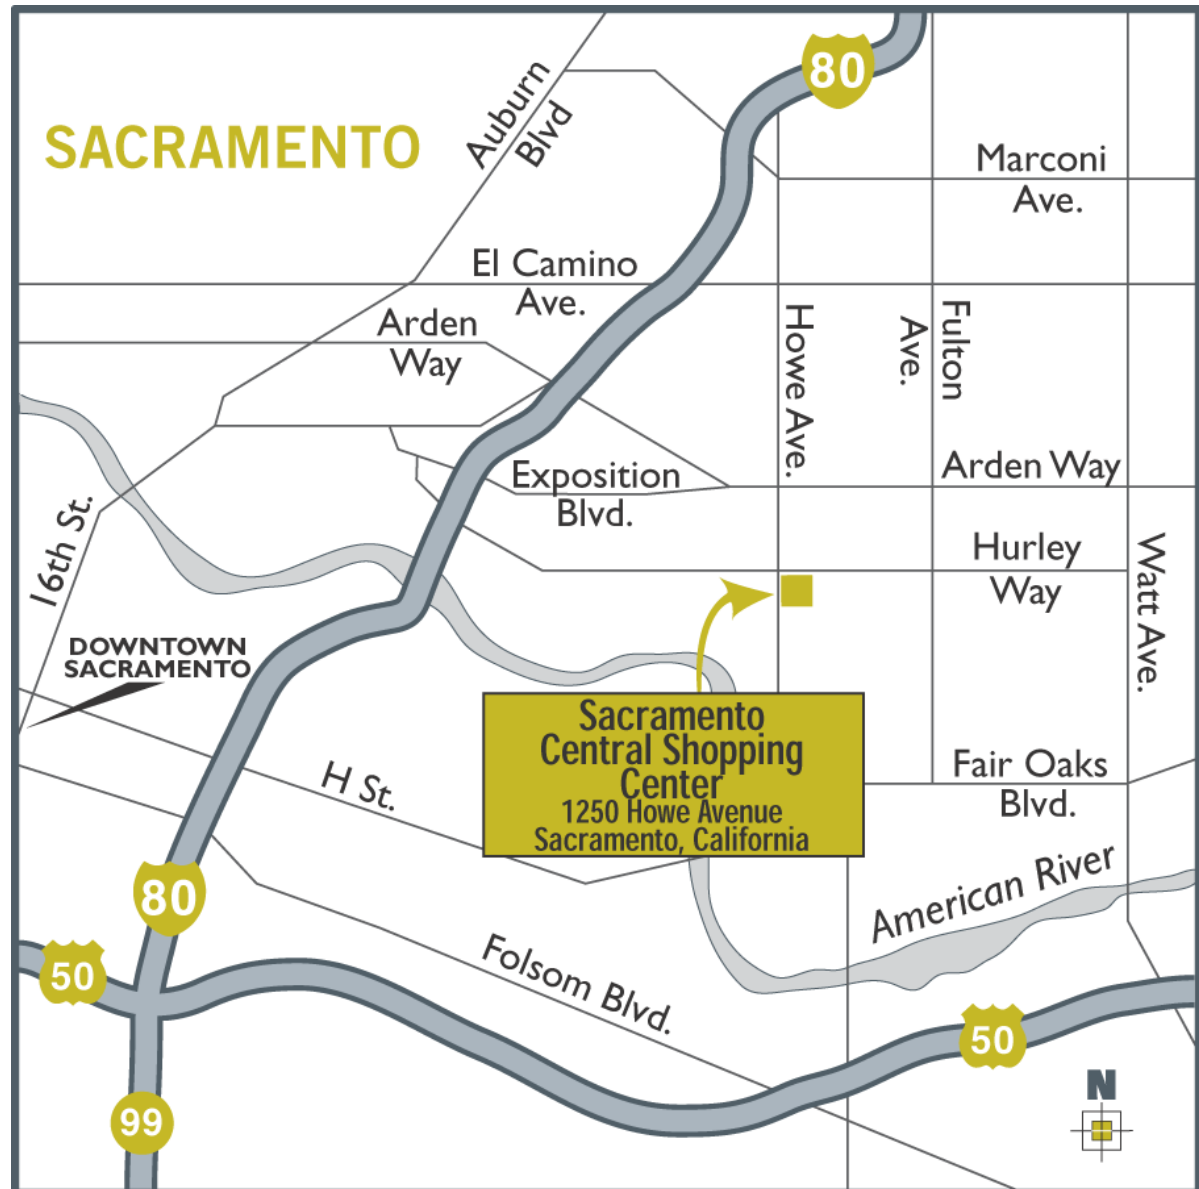 80
Auburn
Blvd
SACRAMENTO
Marconi
Ave.
El Camino
Ave.
Arden
Way
Howe Ave.
Fulton
Ave.
Exposition
Blvd.
Arden Way
16th St.
Hurley
Way
Watt Ave.
DOWNTOWN
SACRAMENTO
Sacramento
Central Shopping
Center
1250 Howe Avenue
Sacramento, California
H St.
Fair Oaks
Blvd.
80
American River
50
Folsom Blvd.
50
N
99